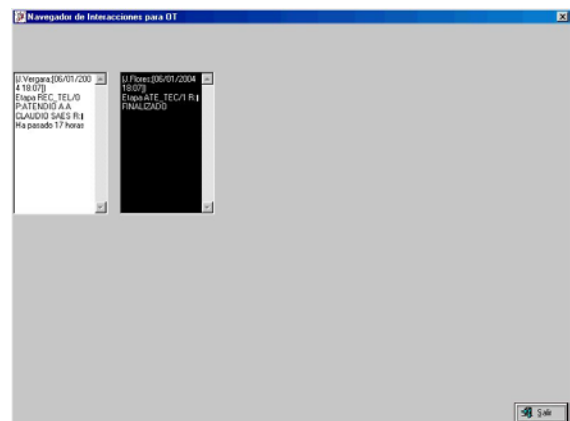 Navegador de Interacciones para OT
[J.Vergara;[06/01/200
4 18:07]]
Etapa REC_TEL/0
P:ATENDIO A.A
CLAUDIO SAES R:|
Ha pasado 17 horas
[J.Flores;[06/01/2004
18:07]]
Etapa ATE_TEC/1 R:|
FINALIZADO
Salir